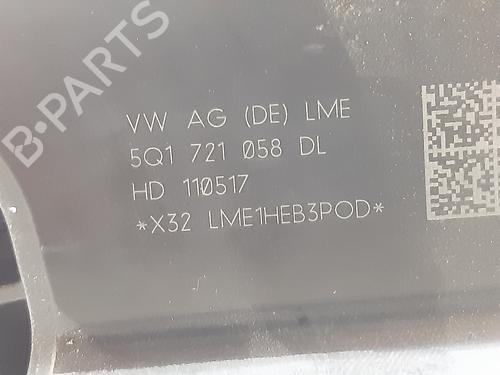 B-PARTS
VW AG (DE) LME
5Q1 721 058 DL
HD 110517
*X32 LME1HEB3POD*